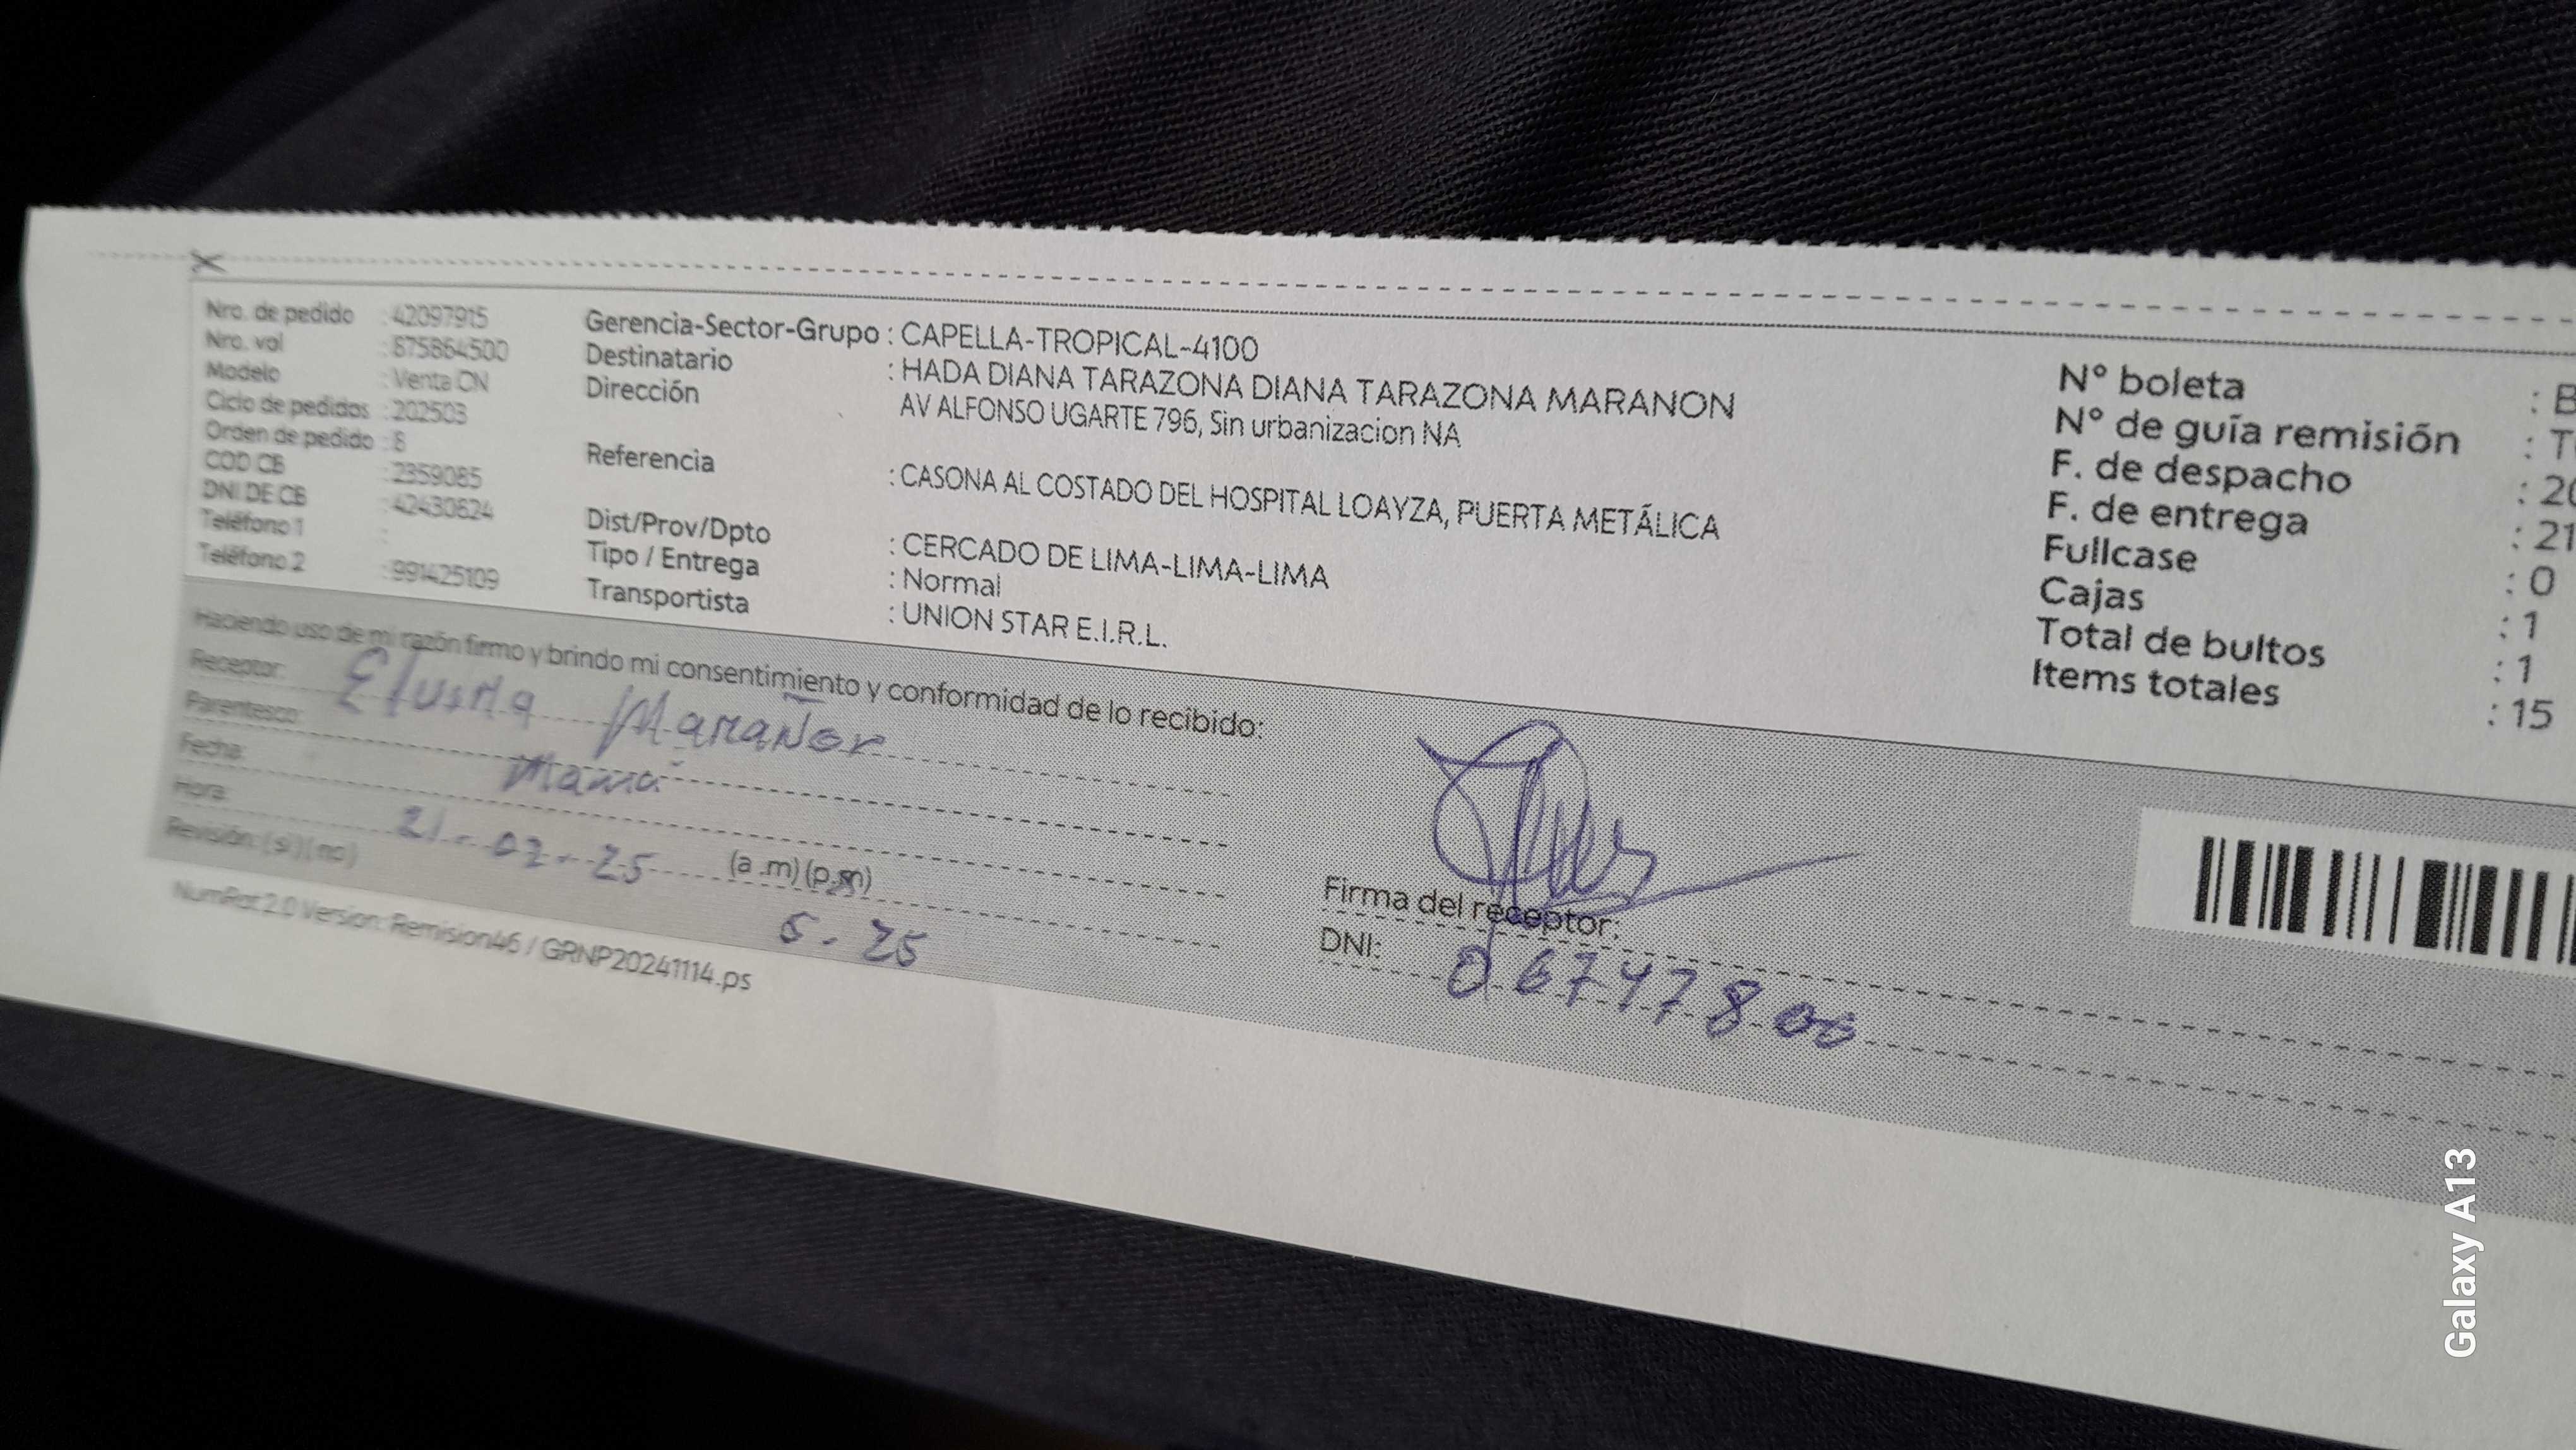 Nro. de pedido : 42097915
Nro. val : 875864500
Modelo : Venta CN
Ciclo de pedidos : 202503
Orden de pedido : 8
COD CB : 2359085
DNI DE CB : 42430624
Teléfono 1 :
Teléfono 2 : 991425109
Gerencia-Sector-Grupo : CAPELLA-TROPICAL-4100
Destinatario : HADA DIANA TARAZONA DIANA TARAZONA MARANON
Dirección AV ALFONSO UGARTE 796, Sin urbanizacion NA
Referencia : CASONA AL COSTADO DEL HOSPITAL LOAYZA, PUERTA METÁLICA
Dist/Prov/Dpto : CERCADO DE LIMA-LIMA-LIMA
Tipo / Entrega : Normal
Transportista : UNION STAR E.I.R.L.
N° boleta : B
N° de guía remisión : T
F. de despacho : 20
F. de entrega : 21
Fullcase : 0
Cajas : 1
Total de bultos : 1
Items totales : 15
Haciendo uso de mi razón firmo y brindo mi consentimiento y conformidad de lo recibido:
Receptor: Marañon
Parentesco: Mamá
Fecha: 21-02-25
Hora: (a .m) (p.m)
5-25
Revisión: ( si ) ( no )
Firma del receptor:
DNI: 0674780
NumPat 2.0 Version: Remision46 / GRNP20241114.ps
Galaxy A13